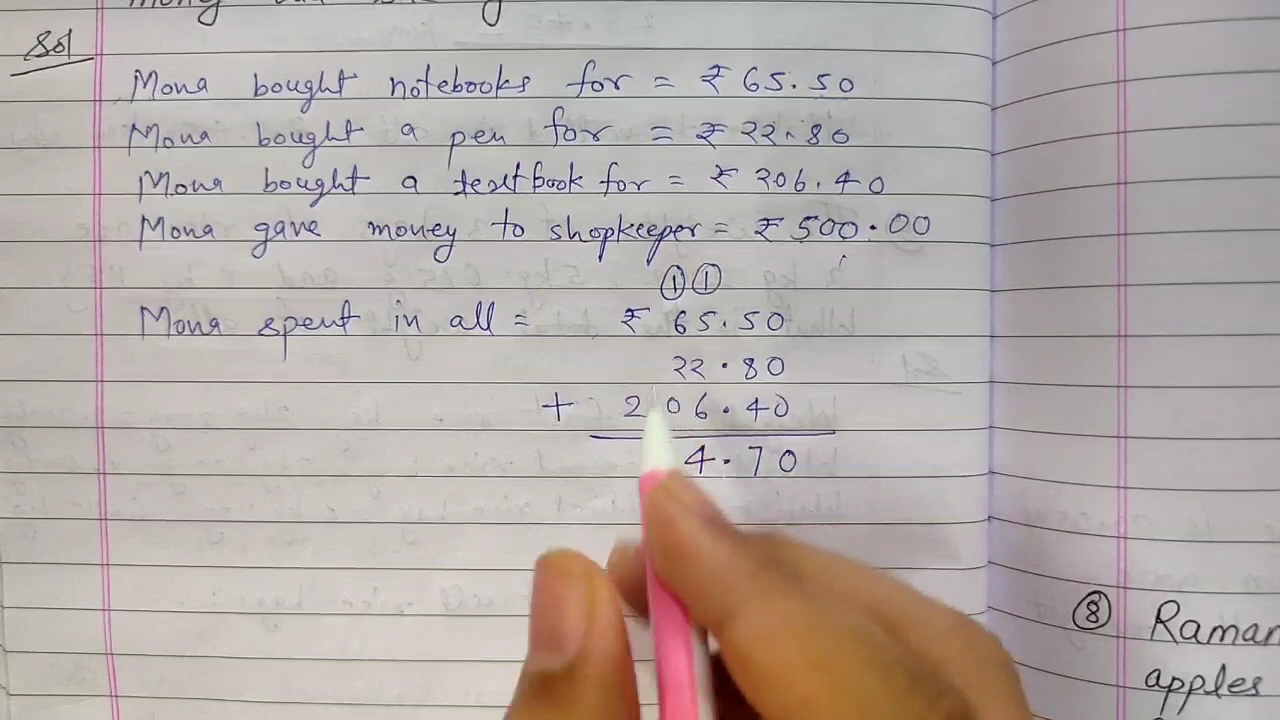 Sol
Mona bought notebooks for = ₹ 65.50
Mona bought a pen for = ₹ 22.80
Mona bought a textbook for = ₹ 206.40
Mona gave money to shopkeeper = ₹ 500.00
① ①
Mona spent in all = ₹ 65.50
22.80
+ 206.40
4.70
⑧ Raman
apples